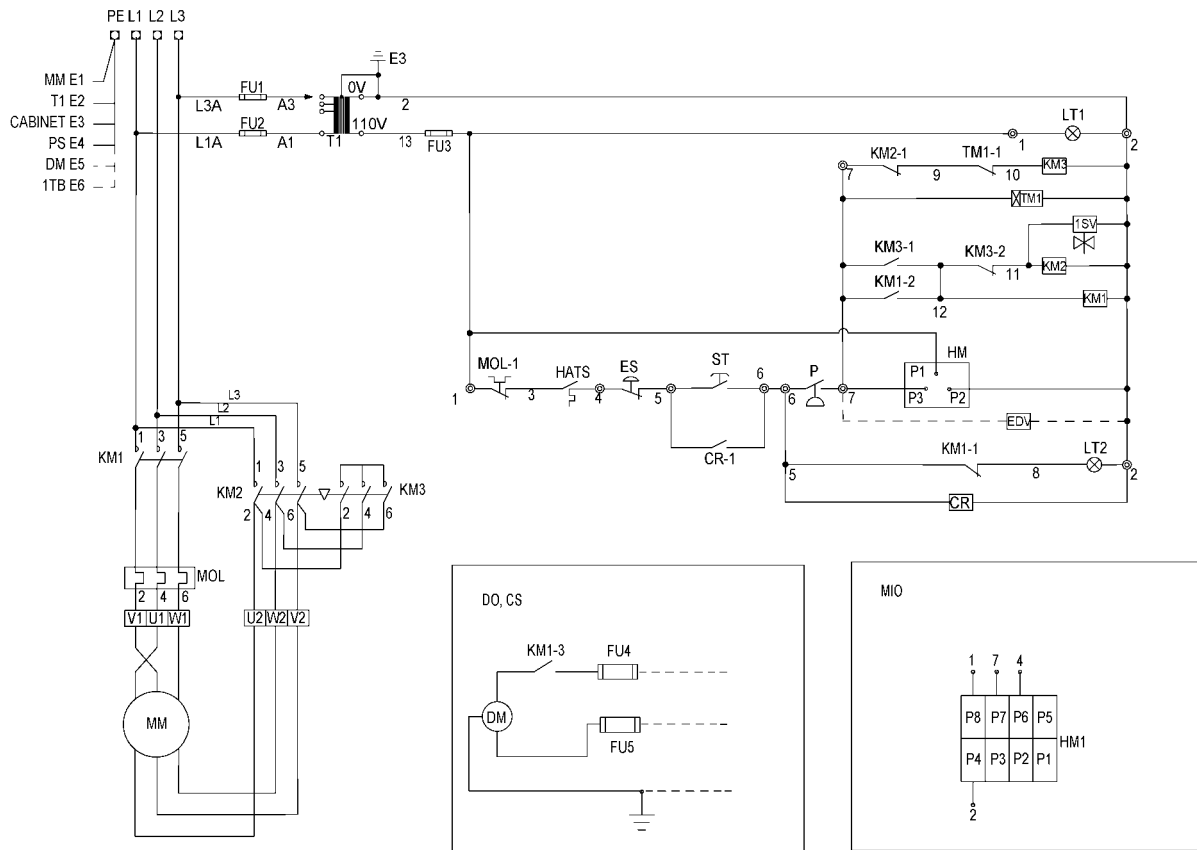 PE L1 L2 L3
MM E1
T1 E2
CABINET E3
PS E4
DM E5
1TB E6
E3
FU1 0V
L3A A3 2
FU2 110V LT1
L1A A1 T1 13 FU3 1 2
KM2-1 TM1-1
7 9 10 KM3
TM1
1SV
KM3-1 KM3-2
11 KM2
KM1-2
12 KM1
HM
MOL-1 HATS ES ST 6 P P1
1 3 4 5 6 7 P3 P2
EDV
CR-1 KM1-1 LT2
5 8 2
CR
L3
L2
L1
1 3 5
KM1
1 3 5
KM2 KM3
2 4 6 2 4 6
MOL
2 4 6
V1 U1 W1 U2 W2 V2
MM
DO, CS
KM1-3 FU4
DM
FU5
MIO
1 7 4
P8 P7 P6 P5
HM1
P4 P3 P2 P1
2